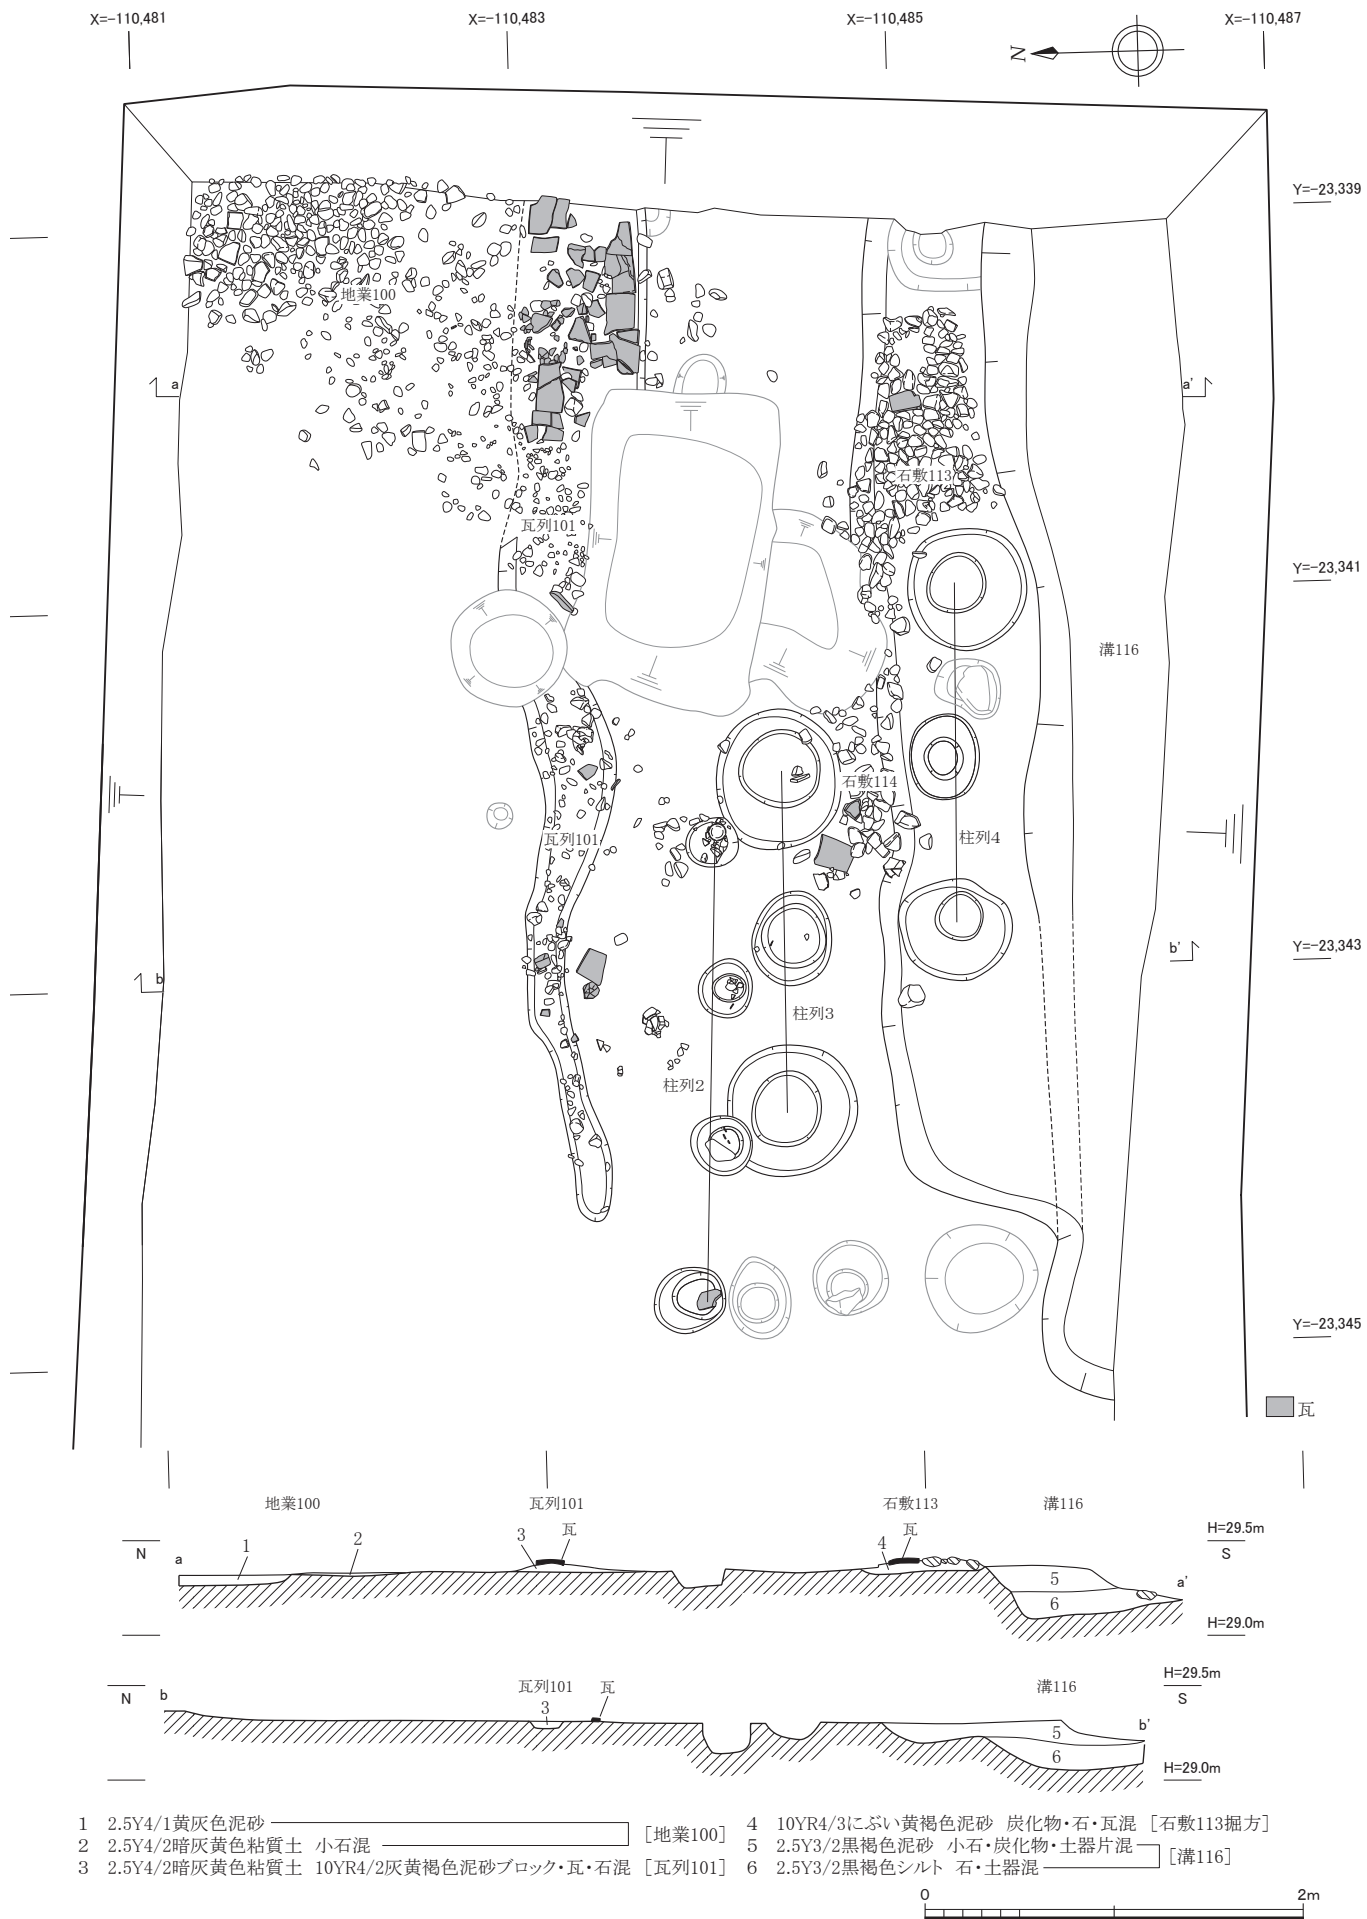 X=-110,481 X=-110,483 X=-110,485 X=-110,487
N
Y=-23,339
地業100
a a'
石敷113
瓦列101
Y=-23,341
溝116
石敷114
瓦列101 柱列4
Y=-23,343
b b'
柱列3
柱列2
Y=-23,345
瓦
地業100 瓦列101 石敷113 溝116
H=29.5m
N a 1 2 3 瓦 4 瓦 5 6 a' S
H=29.0m
H=29.5m
N b 瓦列101 3 瓦 溝116 5 6 b' S
H=29.0m
1 2.5Y4/1黄灰色泥砂
2 2.5Y4/2暗灰黄色粘質土 小石混
[地業100]
3 2.5Y4/2暗灰黄色粘質土 10YR4/2灰黄褐色泥砂ブロック・瓦・石混 [瓦列101]
4 10YR4/3にぶい黄褐色泥砂 炭化物・石・瓦混 [石敷113掘方]
5 2.5Y3/2黒褐色泥砂 小石・炭化物・土器片混
6 2.5Y3/2黒褐色シルト 石・土器混
[溝116]
0 2m